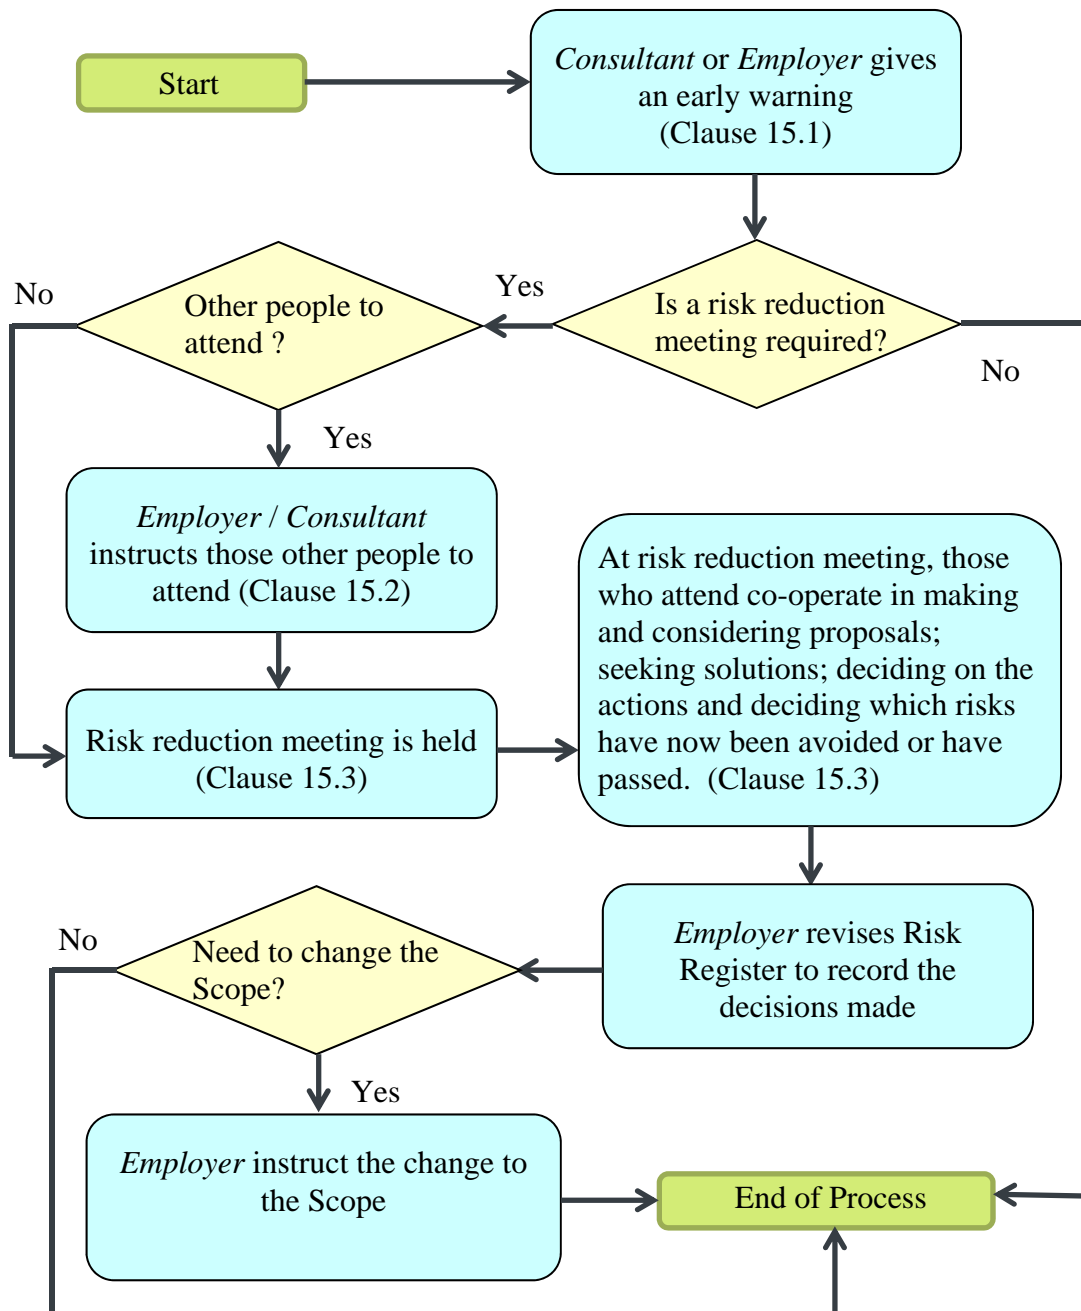 Start
Consultant or Employer gives
an early warning
(Clause 15.1)
No
Other people to
attend ?
Yes
Is a risk reduction
meeting required?
No
Yes
Employer / Consultant
instructs those other people to
attend (Clause 15.2)
Risk reduction meeting is held
(Clause 15.3)
At risk reduction meeting, those
who attend co-operate in making
and considering proposals;
seeking solutions; deciding on the
actions and deciding which risks
have now been avoided or have
passed.  (Clause 15.3)
Employer revises Risk
Register to record the
decisions made
No
Need to change the
Scope?
Yes
Employer instruct the change to
the Scope
End of Process